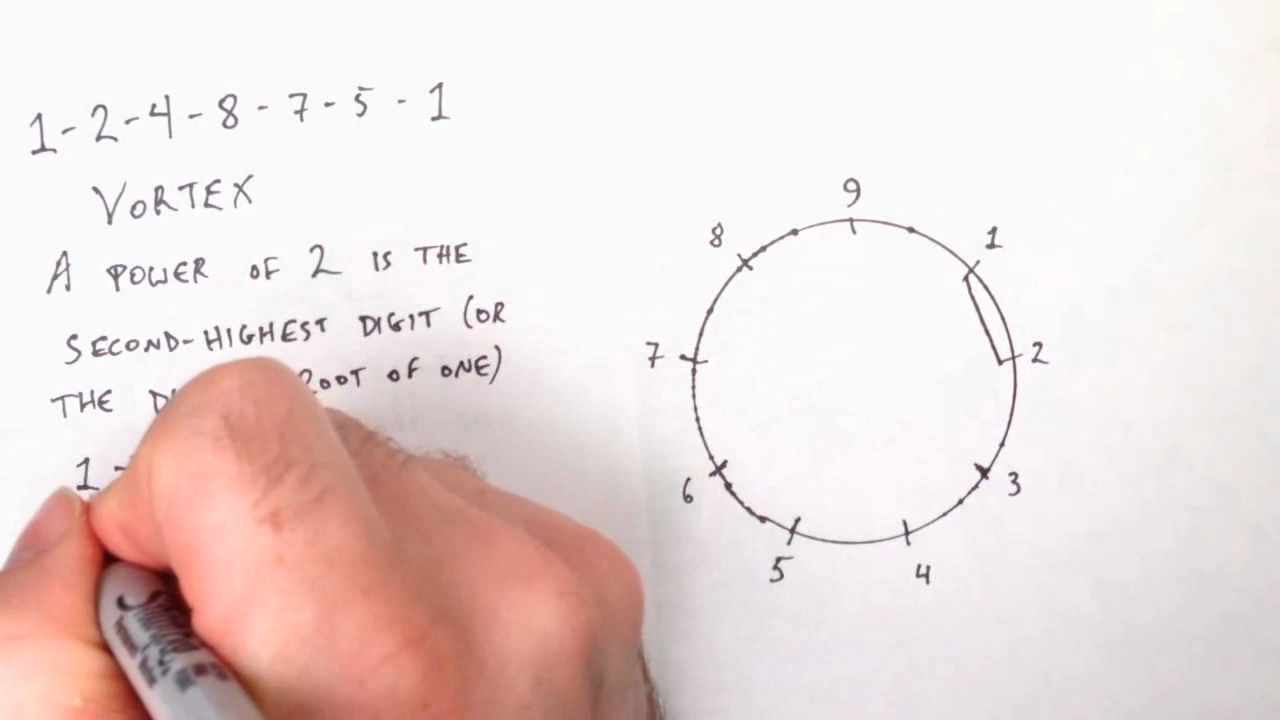 1-2-4-8-7-5-1
VORTEX
A POWER OF 2 IS THE
SECOND-HIGHEST DIGIT (OR
THE ROOT OF ONE)
1 -
9
8
1
7
2
6
3
5
4